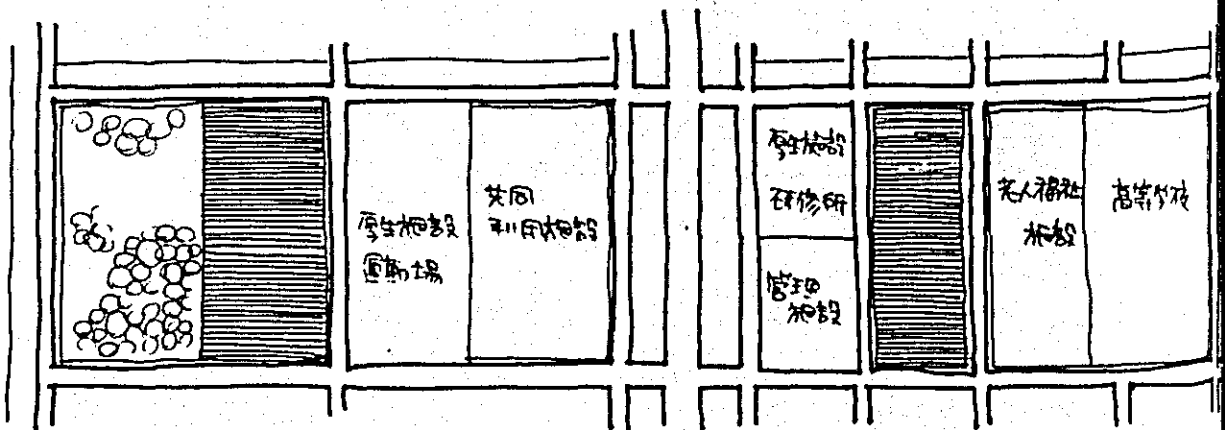 厚生施設
運動場
共同
利用施設
厚生施設
研修所
管理
施設
老人福祉
施設
高等学校